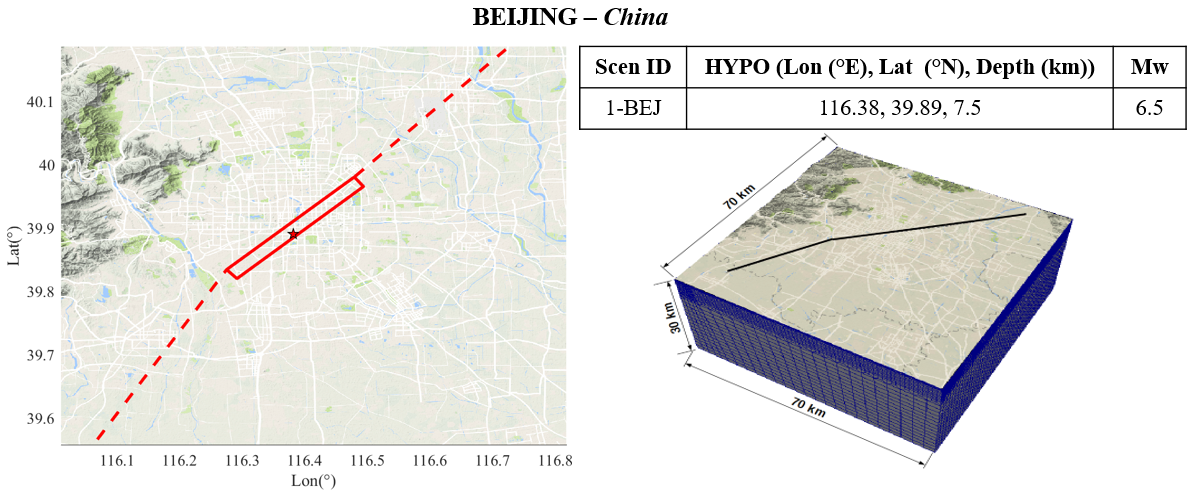 BEIJING – China
Scen ID HYPO (Lon (°E), Lat (°N), Depth (km)) Mw
1-BEJ 116.38, 39.89, 7.5 6.5
Lat(°)
40.1
40
39.9
39.8
39.7
39.6
116.1 116.2 116.3 116.4 116.5 116.6 116.7 116.8
Lon(°)
70 km
30 km
70 km